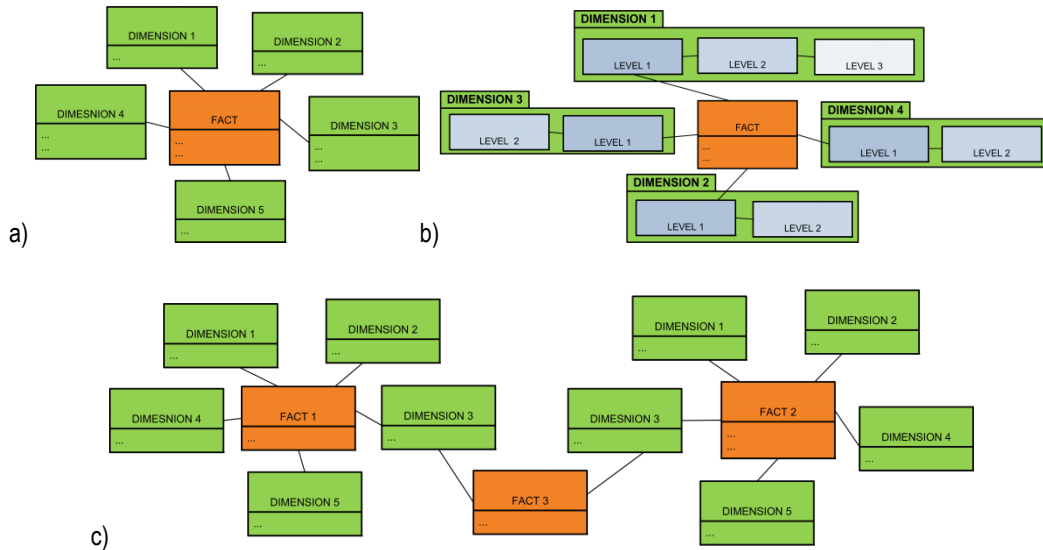 DIMENSION 1
...
DIMENSION 2
...
DIMESNION 4
...
...
FACT
...
...
DIMENSION 3
...
DIMENSION 5
...
a)
DIMENSION 1
LEVEL 1
LEVEL 2
LEVEL 3
DIMENSION 3
LEVEL 2
LEVEL 1
FACT
...
...
DIMESNION 4
LEVEL 1
LEVEL 2
DIMENSION 2
LEVEL 1
LEVEL 2
b)
DIMENSION 1
...
DIMENSION 2
...
DIMESNION 4
...
FACT 1
...
DIMENSION 3
...
DIMENSION 5
...
FACT 3
...
DIMENSION 1
...
DIMENSION 2
...
DIMESNION 3
...
FACT 2
...
...
DIMENSION 4
...
DIMENSION 5
...
c)